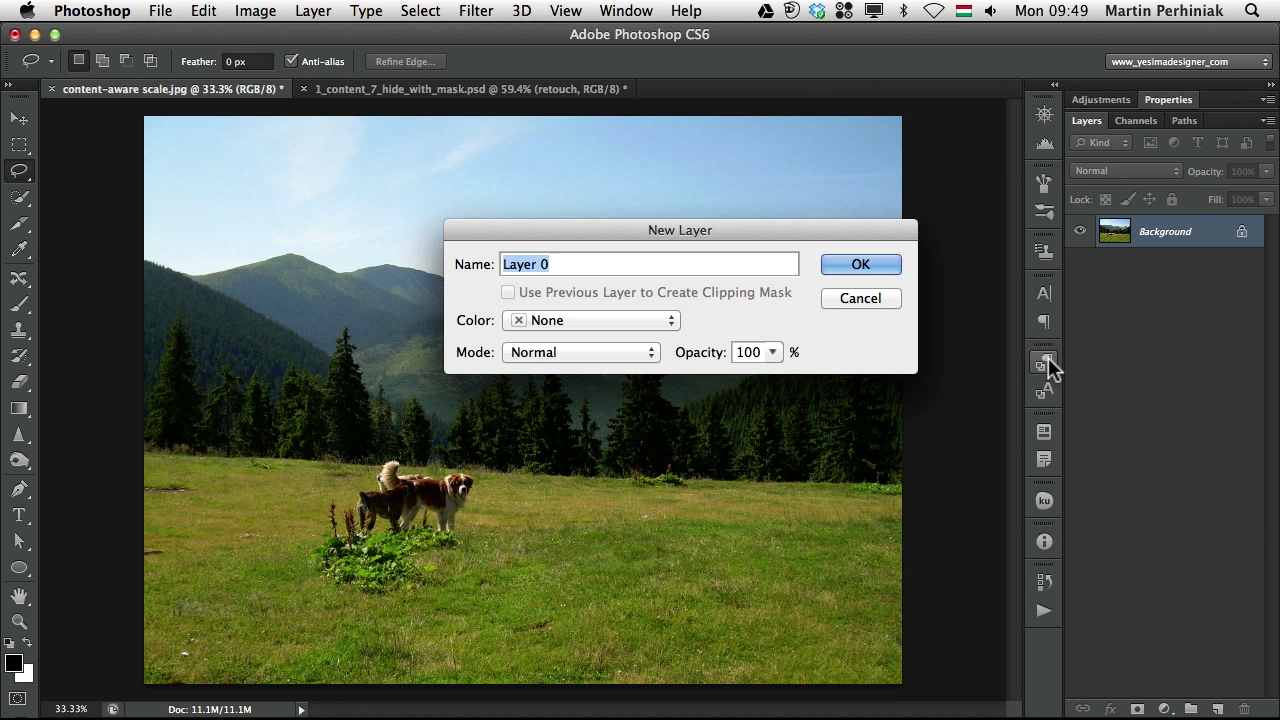 Photoshop File Edit Image Layer Type Select Filter 3D View Window Help Mon 09:49 Martin Perhiniak
Adobe Photoshop CS6
Feather: 0 px Anti-alias Refine Edge... www_yesimadesigner_com
content-aware scale.jpg @ 33.3% (RGB/8) * 1_content_7_hide_with_mask.psd @ 59.4% (retouch, RGB/8) *
Adjustments Properties
Layers Channels Paths
Kind
Normal Opacity: 100%
Lock: Fill: 100%
Background
New Layer
Name: Layer 0 OK
Use Previous Layer to Create Clipping Mask Cancel
Color: None
Mode: Normal Opacity: 100 %
ku
33.33% Doc: 11.1M/11.1M